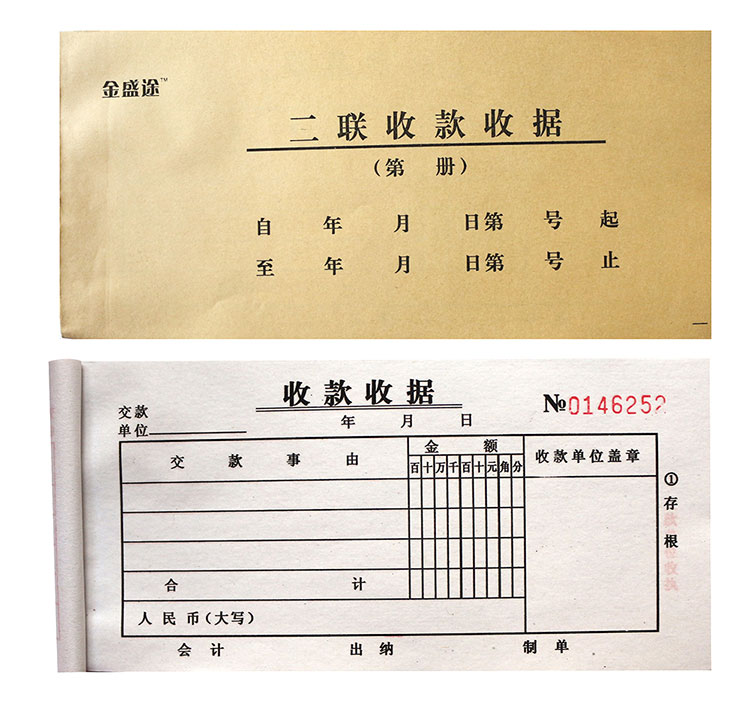 金盛途™
二联收款收据
（第 册）
自 年 月 日第 号 起
至 年 月 日第 号 止
收款收据
№0146252
交款
单位
年 月 日
交款事由
金额
收款单位盖章
百十万千百十元角分
①存根
合计
人民币（大写）
会计 出纳 制单